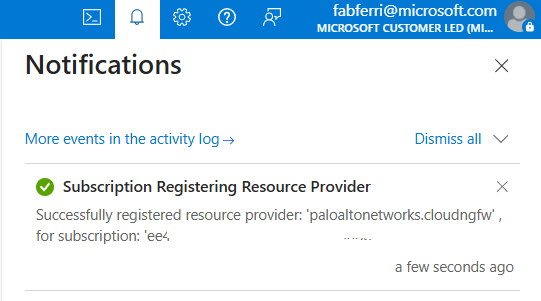 fabferri@microsoft.com
MICROSOFT CUSTOMER LED (MI...
Notifications
More events in the activity log →
Dismiss all
Subscription Registering Resource Provider
Successfully registered resource provider: 'paloaltonetworks.cloudngfw' ,
for subscription: 'ee4
a few seconds ago